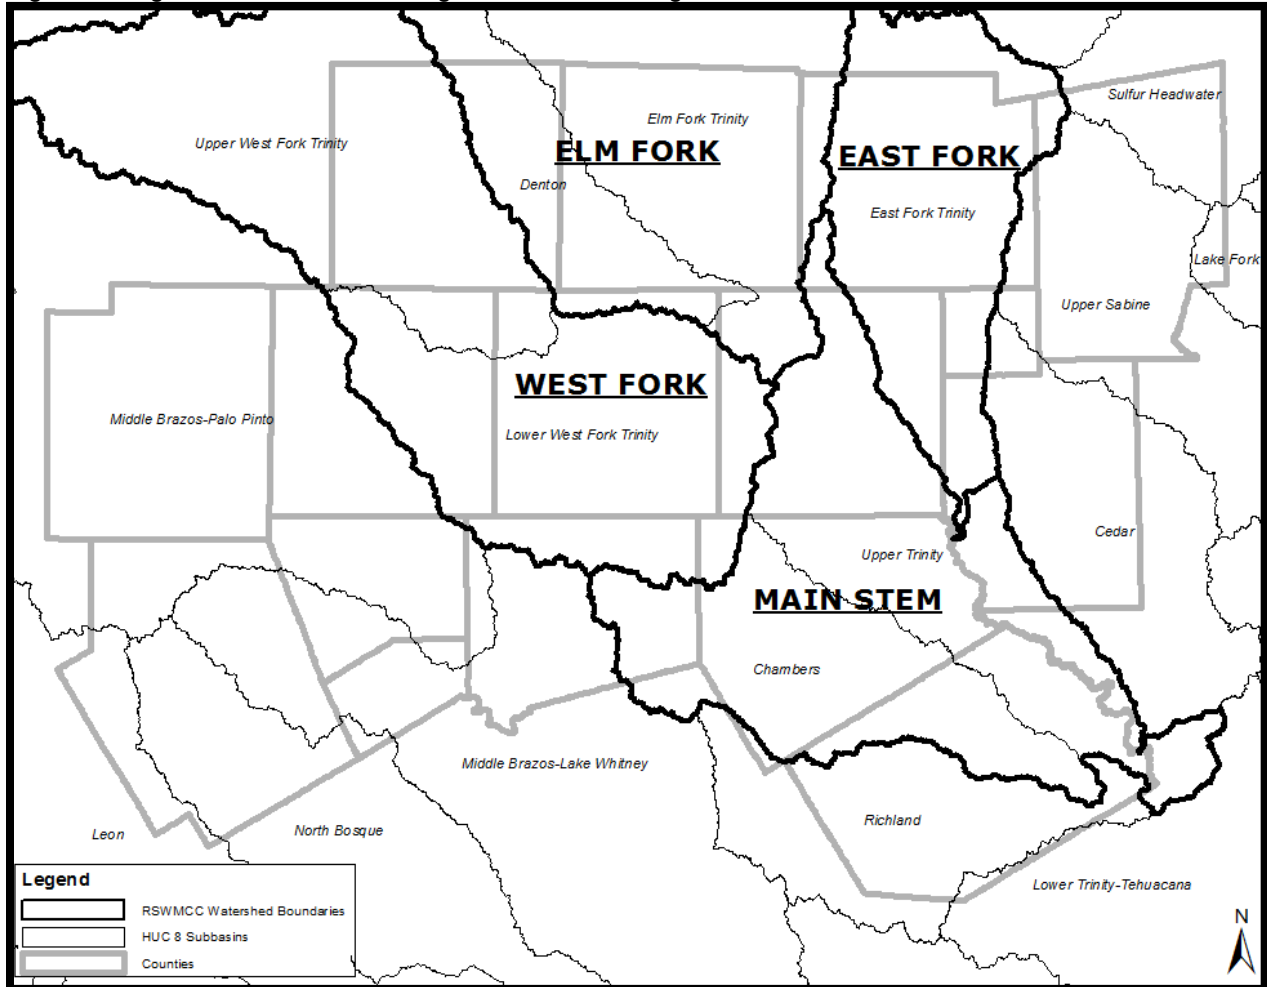 Sulfur Headwater
Elm Fork Trinity
Upper West Fork Trinity
ELM FORK
EAST FORK
Denton
East Fork Trinity
Lake Fork
Upper Sabine
WEST FORK
Middle Brazos-Palo Pinto
Lower West Fork Trinity
Cedar
Upper Trinity
MAIN STEM
Chambers
Middle Brazos-Lake Whitney
Richland
North Bosque
Leon
Lower Trinity-Tehuacana
Legend
RSWMCC Watershed Boundaries
HUC 8 Subbasins
Counties
N